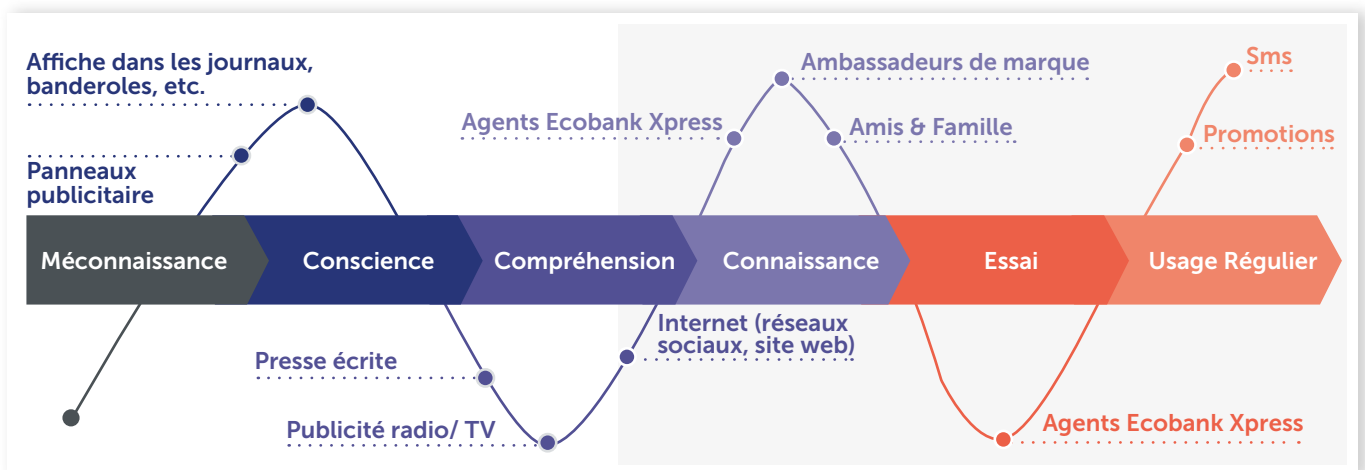 Affiche dans les journaux,
banderoles, etc.
Panneaux
publicitaire
Agents Ecobank Xpress
Ambassadeurs de marque
Amis & Famille
Sms
Promotions
Méconnaissance
Conscience
Compréhension
Connaissance
Essai
Usage Régulier
Presse écrite
Publicité radio/ TV
Internet (réseaux
sociaux, site web)
Agents Ecobank Xpress